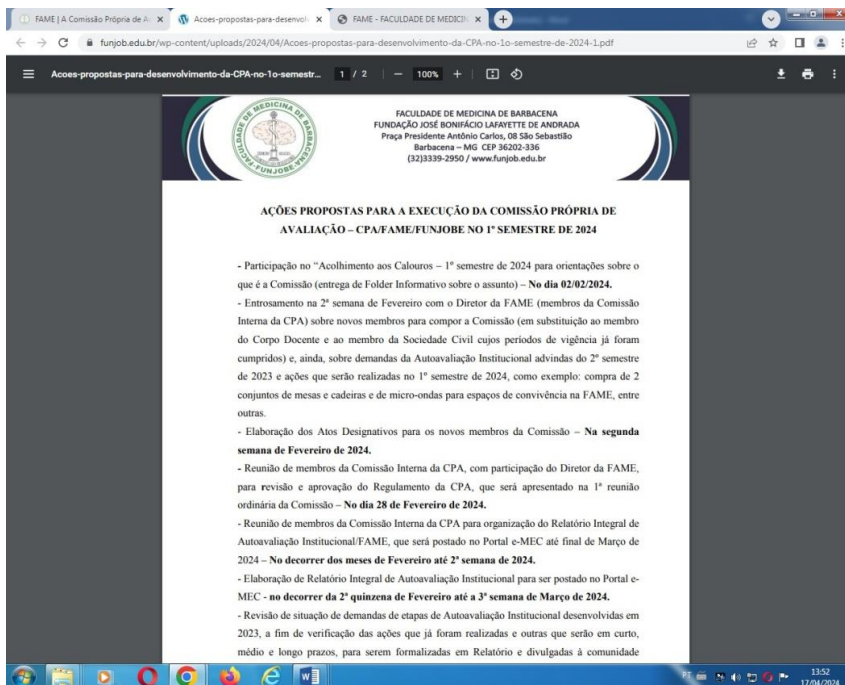 FAME | A Comissão Própria de A
Acoes-propostas-para-desenvol
FAME - FACULDADE DE MEDICIN
funjob.edu.br/wp-content/uploads/2024/04/Acoes-propostas-para-desenvolvimento-da-CPA-no-1o-semestre-de-2024-1.pdf
Acoes-propostas-para-desenvolvimento-da-CPA-no-1o-semestr... 1 / 2 100%
FACULDADE DE MEDICINA DE BARBACENA
FUNJOBE
FACULDADE DE MEDICINA DE BARBACENA
FUNDAÇÃO JOSÉ BONIFÁCIO LAFAYETTE DE ANDRADA
Praça Presidente Antônio Carlos, 08 São Sebastião
Barbacena – MG CEP 36202-336
(32)3339-2950 / www.funjob.edu.br
AÇÕES PROPOSTAS PARA A EXECUÇÃO DA COMISSÃO PRÓPRIA DE
AVALIAÇÃO – CPA/FAME/FUNJOBE NO 1º SEMESTRE DE 2024
- Participação no “Acolhimento aos Calouros – 1º semestre de 2024 para orientações sobre o
que é a Comissão (entrega de Folder Informativo sobre o assunto) – No dia 02/02/2024.
- Entrosamento na 2ª semana de Fevereiro com o Diretor da FAME (membros da Comissão
Interna da CPA) sobre novos membros para compor a Comissão (em substituição ao membro
do Corpo Docente e ao membro da Sociedade Civil cujos períodos de vigência já foram
cumpridos) e, ainda, sobre demandas da Autoavaliação Institucional advindas do 2º semestre
de 2023 e ações que serão realizadas no 1º semestre de 2024, como exemplo: compra de 2
conjuntos de mesas e cadeiras e de micro-ondas para espaços de convivência na FAME, entre
outras.
- Elaboração dos Atos Designativos para os novos membros da Comissão – Na segunda
semana de Fevereiro de 2024.
- Reunião de membros da Comissão Interna da CPA, com participação do Diretor da FAME,
para revisão e aprovação do Regulamento da CPA, que será apresentado na 1ª reunião
ordinária da Comissão – No dia 28 de Fevereiro de 2024.
- Reunião de membros da Comissão Interna da CPA para organização do Relatório Integral de
Autoavaliação Institucional/FAME, que será postado no Portal e-MEC até final de Março de
2024 – No decorrer dos meses de Fevereiro até 2ª semana de 2024.
- Elaboração de Relatório Integral de Autoavaliação Institucional para ser postado no Portal e-
MEC - no decorrer da 2ª quinzena de Fevereiro até a 3ª semana de Março de 2024.
- Revisão de situação de demandas de etapas de Autoavaliação Institucional desenvolvidas em
2023, a fim de verificação das ações que já foram realizadas e outras que serão em curto,
médio e longo prazos, para serem formalizadas em Relatório e divulgadas à comunidade
PT
13:52
17/04/2024